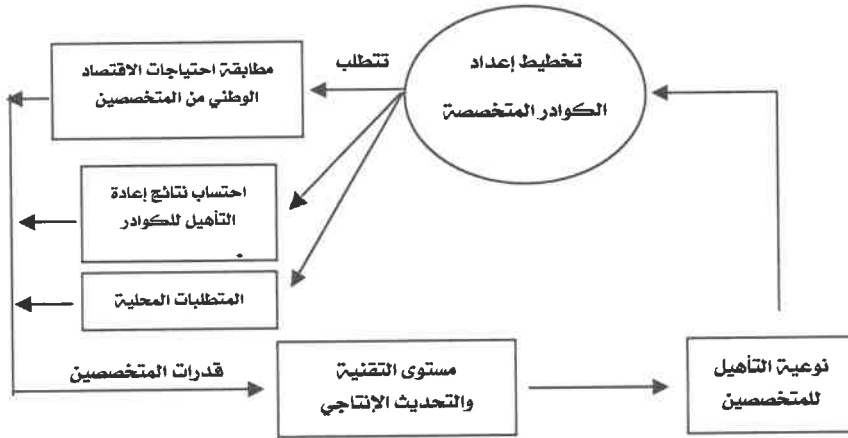 تخطيط إعداد
الكوادر المتخصصة
تتطلب
مطابقة احتياجات الاقتصاد
الوطني من المتخصصين
احتساب نتائج إعادة
التأهيل للكوادر
المتطلبات المحلية
قدرات المتخصصين
مستوى التقنية
والتحديث الإنتاجي
نوعية التأهيل
للمتخصصين